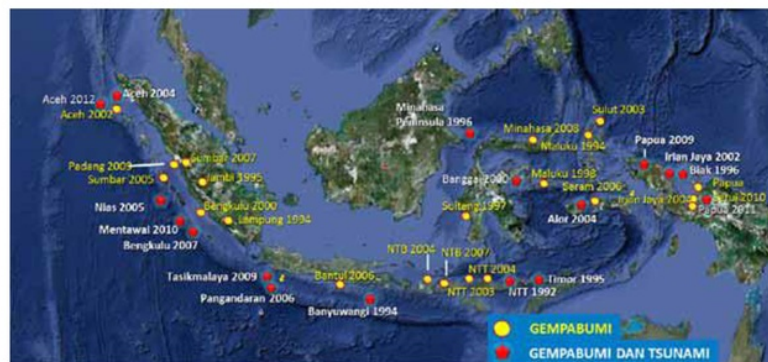 Aceh 2012
Aceh 2004
Aceh 2002
Padang 2009
Sumbar 2007
Sumbar 2005
Jambi 1995
Nias 2005
Bengkulu 2000
Lampung 1994
Mentawai 2010
Bengkulu 2007
Tasikmalaya 2009
Pangandaran 2006
Bantul 2006
Banyuwangi 1994
NTB 2004
NTB 2007
NTT 2003
NTT 2004
NTT 1992
Timor 1995
Minahasa
Peninsula 1996
Minahasa 2008
Sulut 2003
Maluku 1994
Banggai 2000
Maluku 1998
Sulteng 1997
Seram 2006
Alor 2004
Papua 2009
Irian Jaya 2002
Biak 1996
Papua
Irian Jaya 2004
2010
Papua 2011
GEMPABUMI
GEMPABUMI DAN TSUNAMI